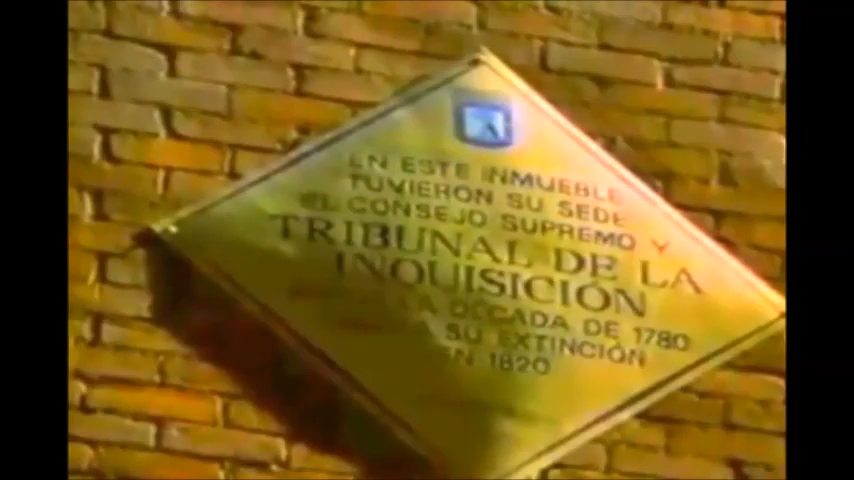 EN ESTE INMUEBLE
TUVIERON SU SEDE
EL CONSEJO SUPREMO Y
TRIBUNAL DE LA
INQUISICIÓN
LA DECADA DE 1780
SU EXTINCIÓN
EN 1820